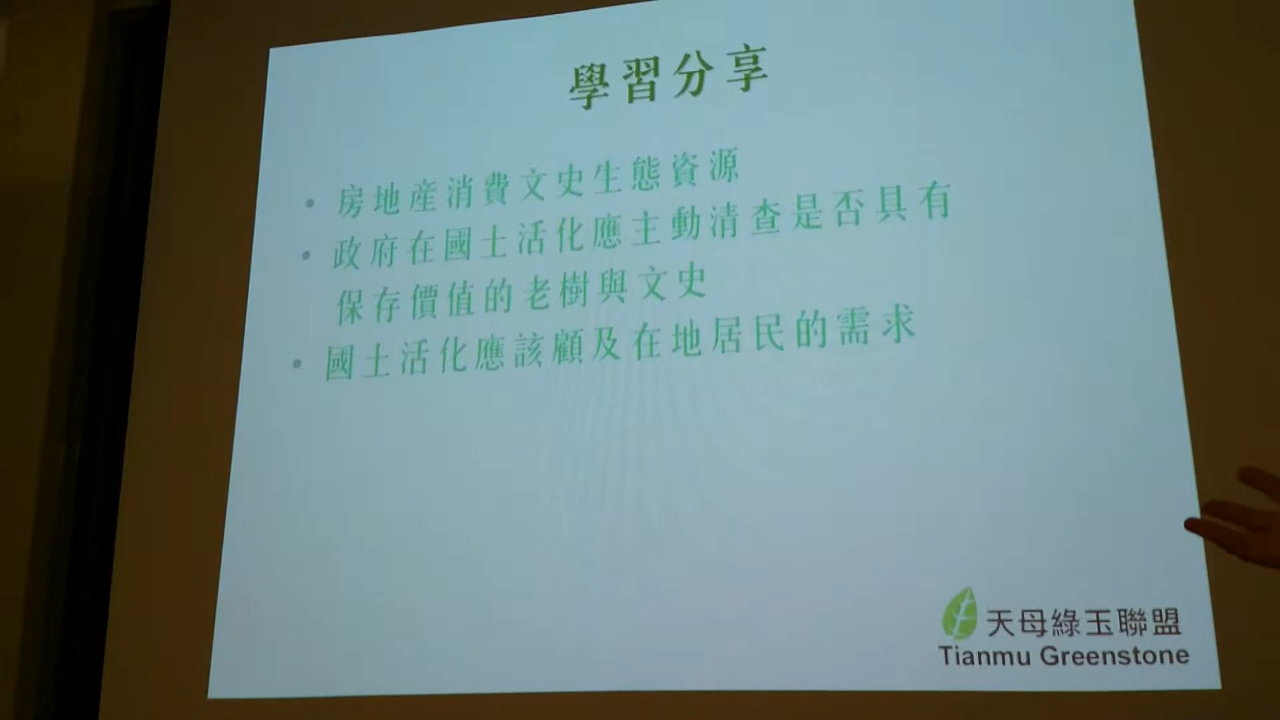 學習分享
• 房地產消費文史生態資源
• 政府在國土活化應主動清查是否具有
保存價值的老樹與文史
• 國土活化應該顧及在地居民的需求
天母綠玉聯盟
Tianmu Greenstone